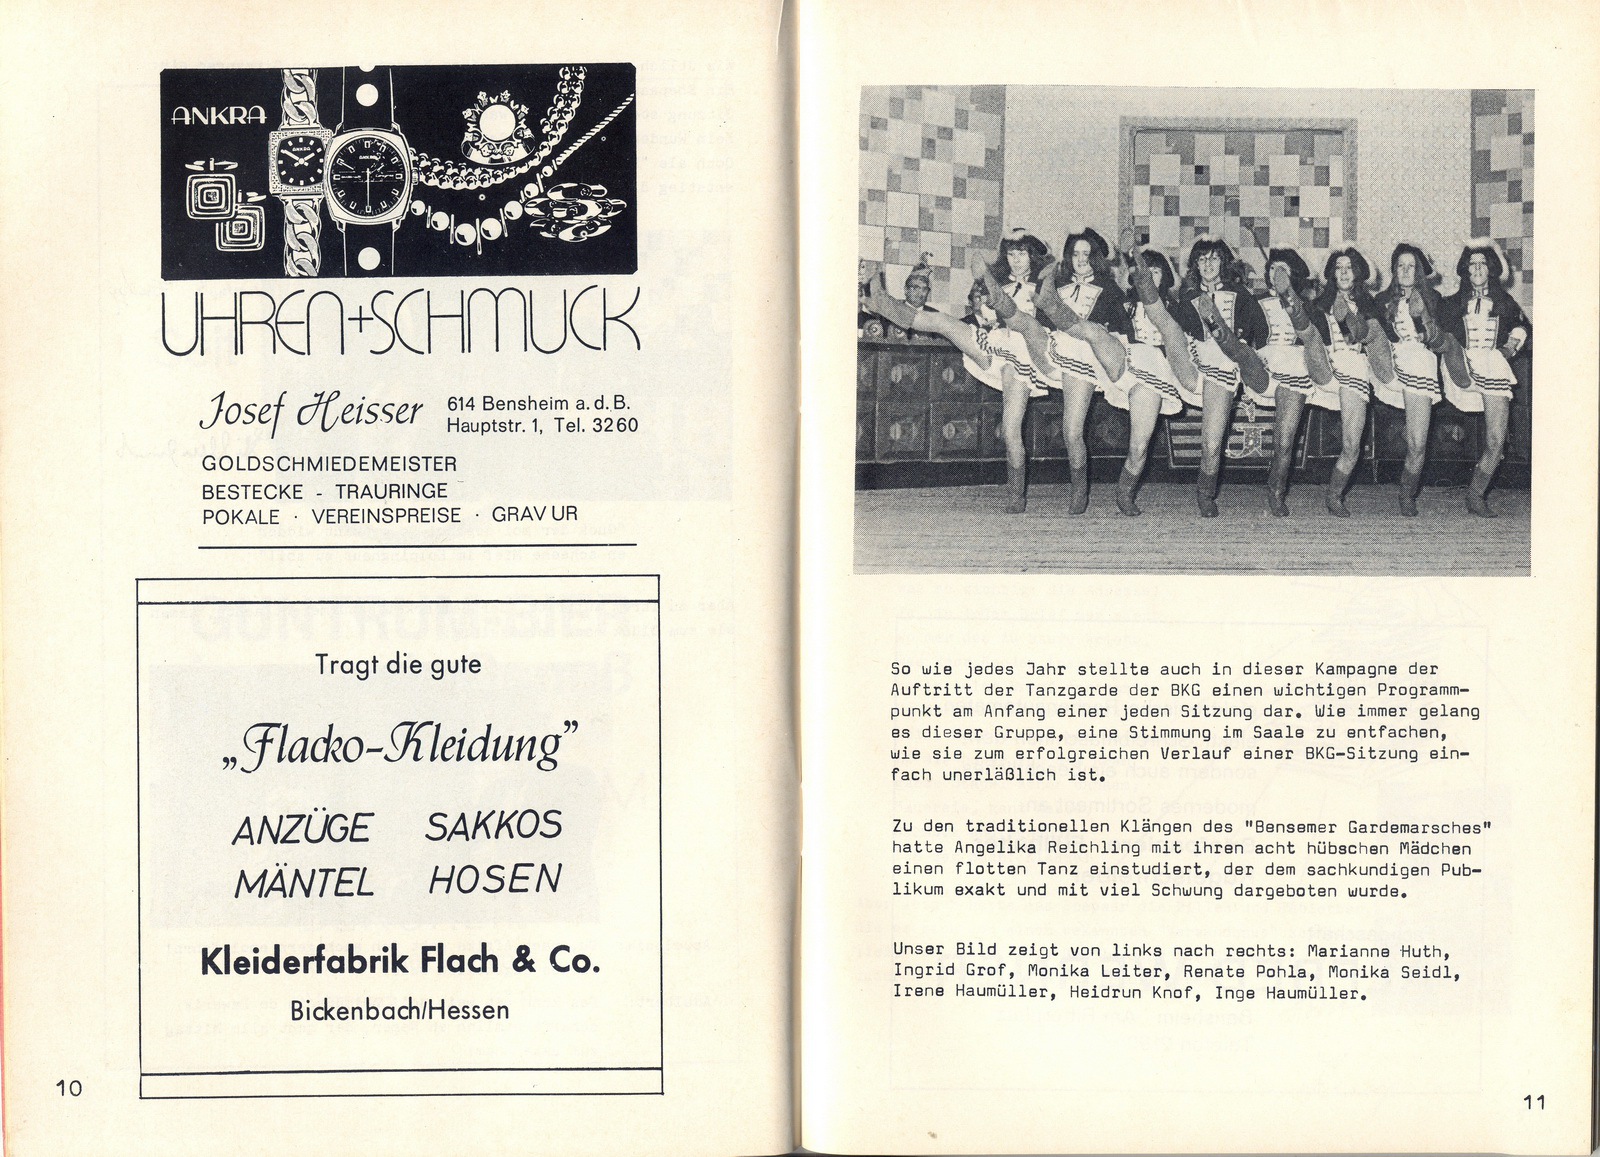 ANKRA
UHREN+SCHMUCK
Josef Heisser
614 Bensheim a.d.B.
Hauptstr. 1, Tel. 3260
GOLDSCHMIEDEMEISTER
BESTECKE - TRAURINGE
POKALE · VEREINSPREISE · GRAVUR
Tragt die gute
„Flacko-Kleidung”
ANZÜGE SAKKOS
MÄNTEL HOSEN
Kleiderfabrik Flach & Co.
Bickenbach/Hessen
10
So wie jedes Jahr stellte auch in dieser Kampagne der
Auftritt der Tanzgarde der BKG einen wichtigen Programm-
punkt am Anfang einer jeden Sitzung dar. Wie immer gelang
es dieser Gruppe, eine Stimmung im Saale zu entfachen,
wie sie zum erfolgreichen Verlauf einer BKG-Sitzung ein-
fach unerläßlich ist.
Zu den traditionellen Klängen des "Bensemer Gardemarsches"
hatte Angelika Reichling mit ihren acht hübschen Mädchen
einen flotten Tanz einstudiert, der dem sachkundigen Pub-
likum exakt und mit viel Schwung dargeboten wurde.
Unser Bild zeigt von links nach rechts: Marianne Huth,
Ingrid Grof, Monika Leiter, Renate Pohla, Monika Seidl,
Irene Haumüller, Heidrun Knof, Inge Haumüller.
11